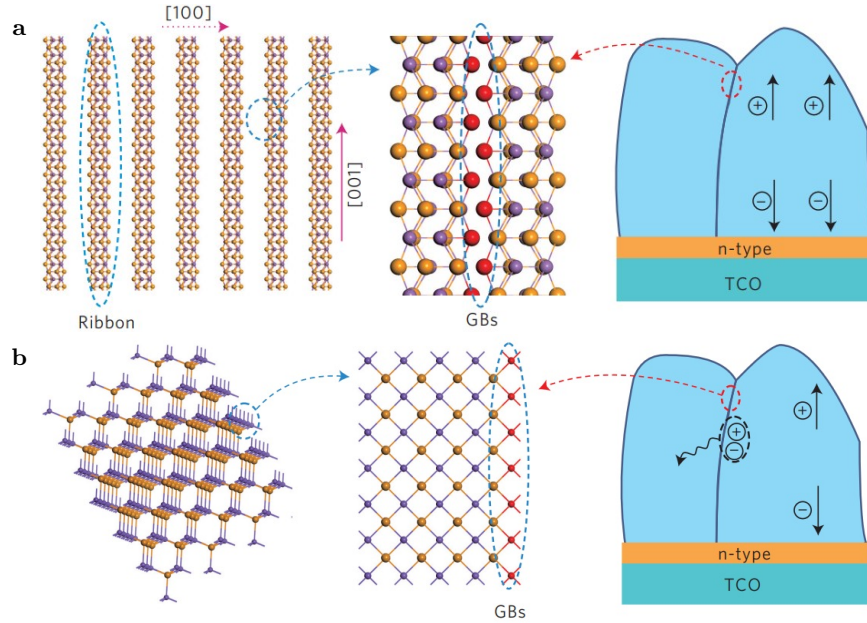 a
[100]
[001]
Ribbon
GBs
+ +
− −
n-type
TCO
b
GBs
+
−
+
−
n-type
TCO